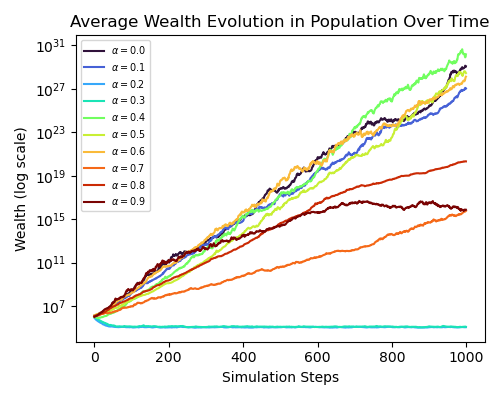 Average Wealth Evolution in Population Over Time
Wealth (log scale)
10^31
10^27
10^23
10^19
10^15
10^11
10^7
α = 0.0
α = 0.1
α = 0.2
α = 0.3
α = 0.4
α = 0.5
α = 0.6
α = 0.7
α = 0.8
α = 0.9
0 200 400 600 800 1000
Simulation Steps